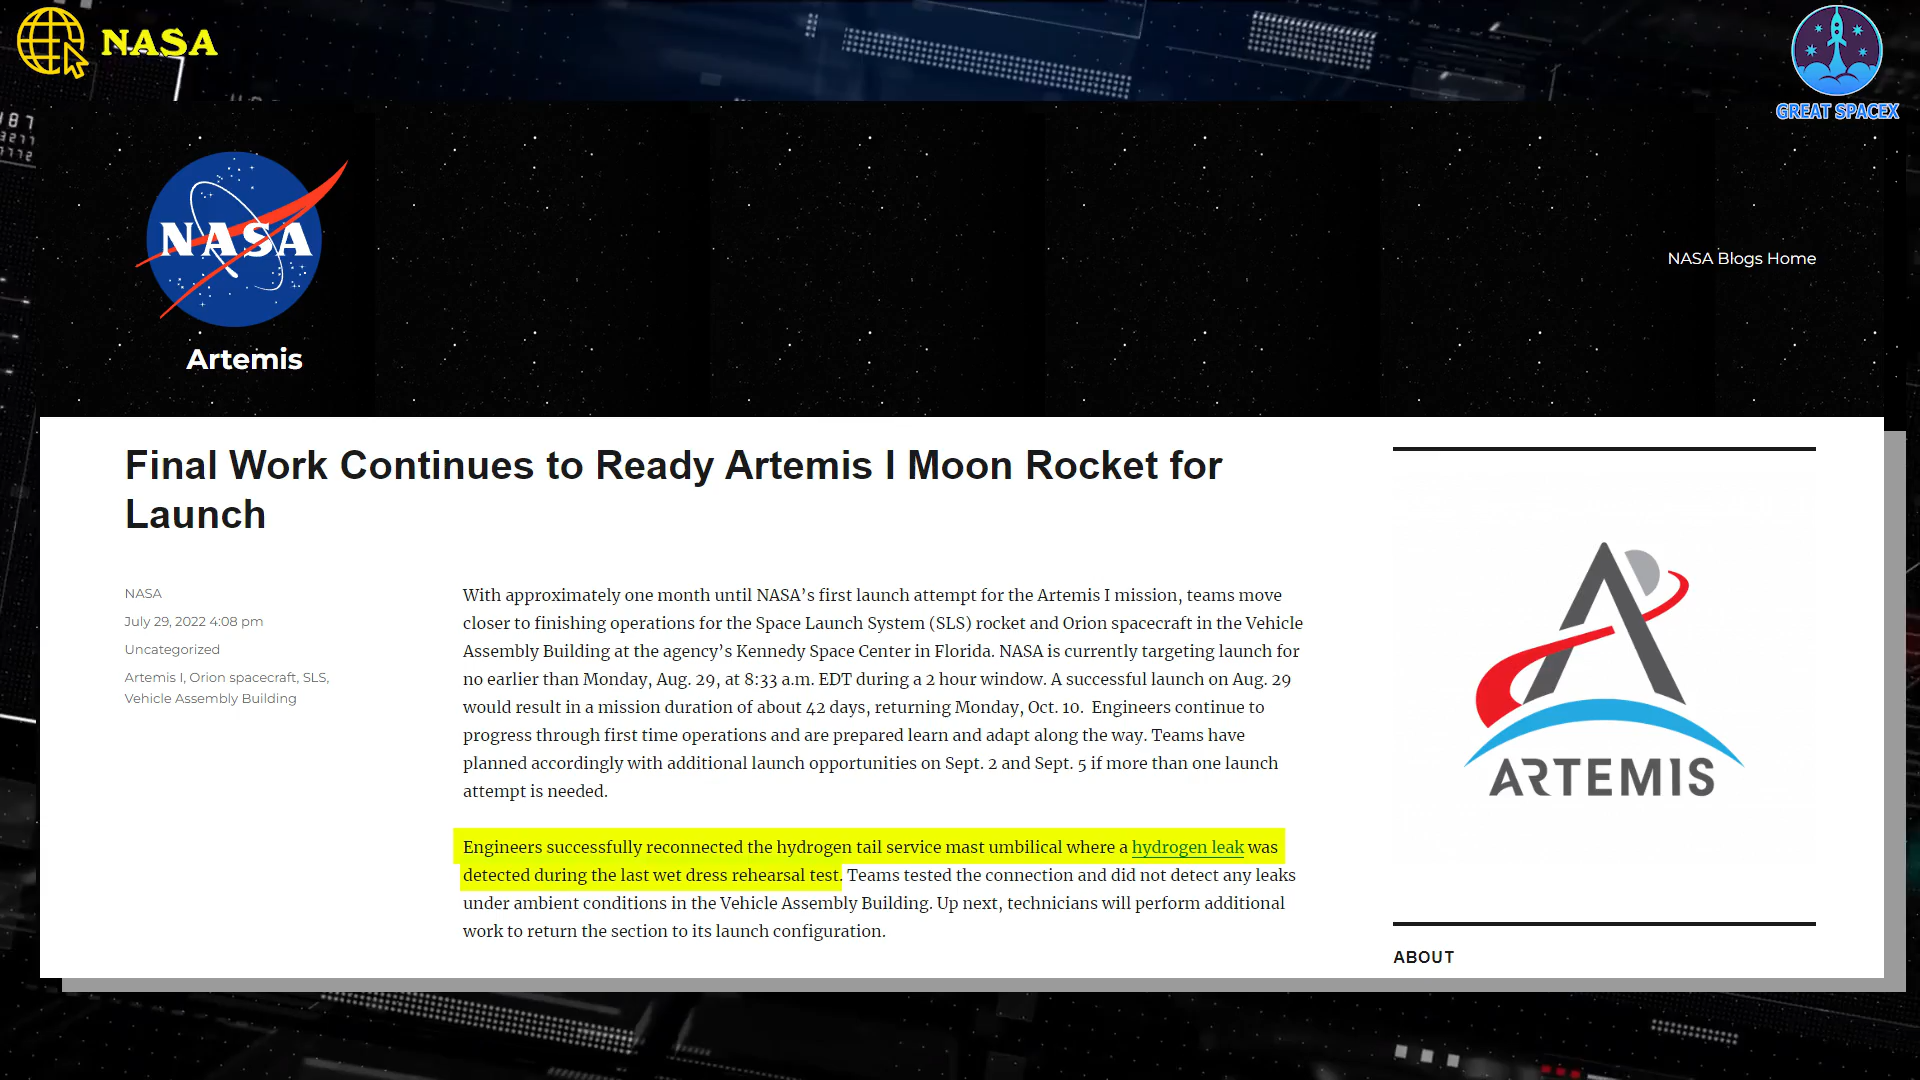 NASA
GREAT SPACEX
NASA
NASA Blogs Home
Artemis
Final Work Continues to Ready Artemis I Moon Rocket for
Launch
NASA
July 29, 2022 4:08 pm
Uncategorized
Artemis I, Orion spacecraft, SLS,
Vehicle Assembly Building
With approximately one month until NASA’s first launch attempt for the Artemis I mission, teams move
closer to finishing operations for the Space Launch System (SLS) rocket and Orion spacecraft in the Vehicle
Assembly Building at the agency’s Kennedy Space Center in Florida. NASA is currently targeting launch for
no earlier than Monday, Aug. 29, at 8:33 a.m. EDT during a 2 hour window. A successful launch on Aug. 29
would result in a mission duration of about 42 days, returning Monday, Oct. 10.  Engineers continue to
progress through first time operations and are prepared learn and adapt along the way. Teams have
planned accordingly with additional launch opportunities on Sept. 2 and Sept. 5 if more than one launch
attempt is needed.
Engineers successfully reconnected the hydrogen tail service mast umbilical where a hydrogen leak was
detected during the last wet dress rehearsal test. Teams tested the connection and did not detect any leaks
under ambient conditions in the Vehicle Assembly Building. Up next, technicians will perform additional
work to return the section to its launch configuration.
ARTEMIS
ABOUT